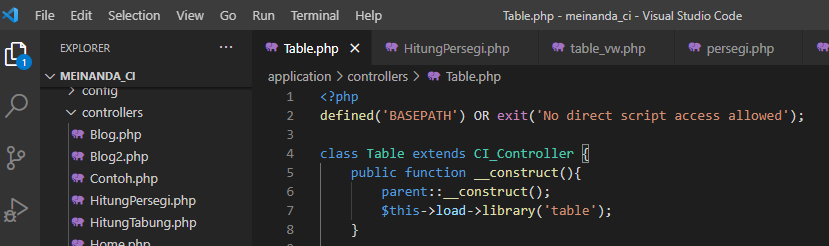 File Edit Selection View Go Run Terminal Help Table.php - meinanda_ci - Visual Studio Code
EXPLORER ...
Table.php HitungPersegi.php table_vw.php persegi.php
MEINANDA_CI
application > controllers > Table.php
config
controllers
Blog.php
Blog2.php
Contoh.php
HitungPersegi.php
HitungTabung.php
Home.php
1
1 <?php
2 defined('BASEPATH') OR exit('No direct script access allowed');
3
4 class Table extends CI_Controller {
5 public function __construct(){
6 parent::__construct();
7 $this->load->library('table');
8 }